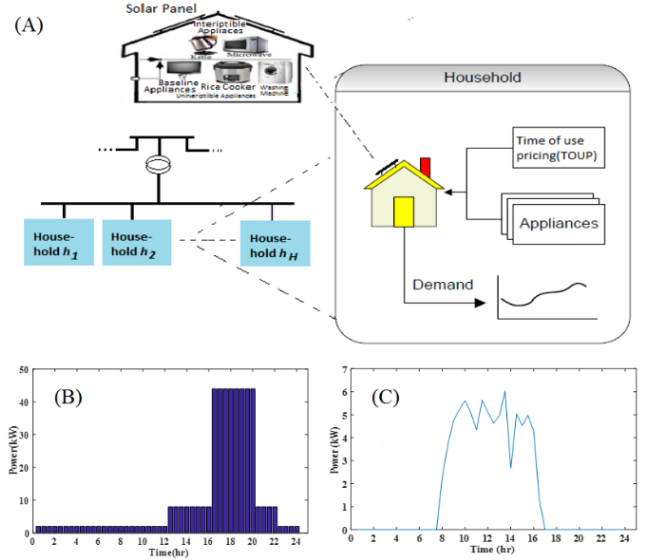 (A)
Solar Panel
Interiptible
Appliaces
Kettle
Microwave
Baseline
Appliances
Rice Cooker
Washing
Machine
Unineriptible Appliances
House-
hold h1
House-
hold h2
House-
hold hH
Household
Time of use
pricing(TOUP)
Appliances
Demand
(B)
Power(kW)
50
40
30
20
10
0
0 2 4 6 8 10 12 14 16 18 20 22 24
Time(hr)
(C)
Power (kW)
7
6
5
4
3
2
1
0
0 2 4 6 8 10 12 14 16 18 20 22 24
Time (hr)